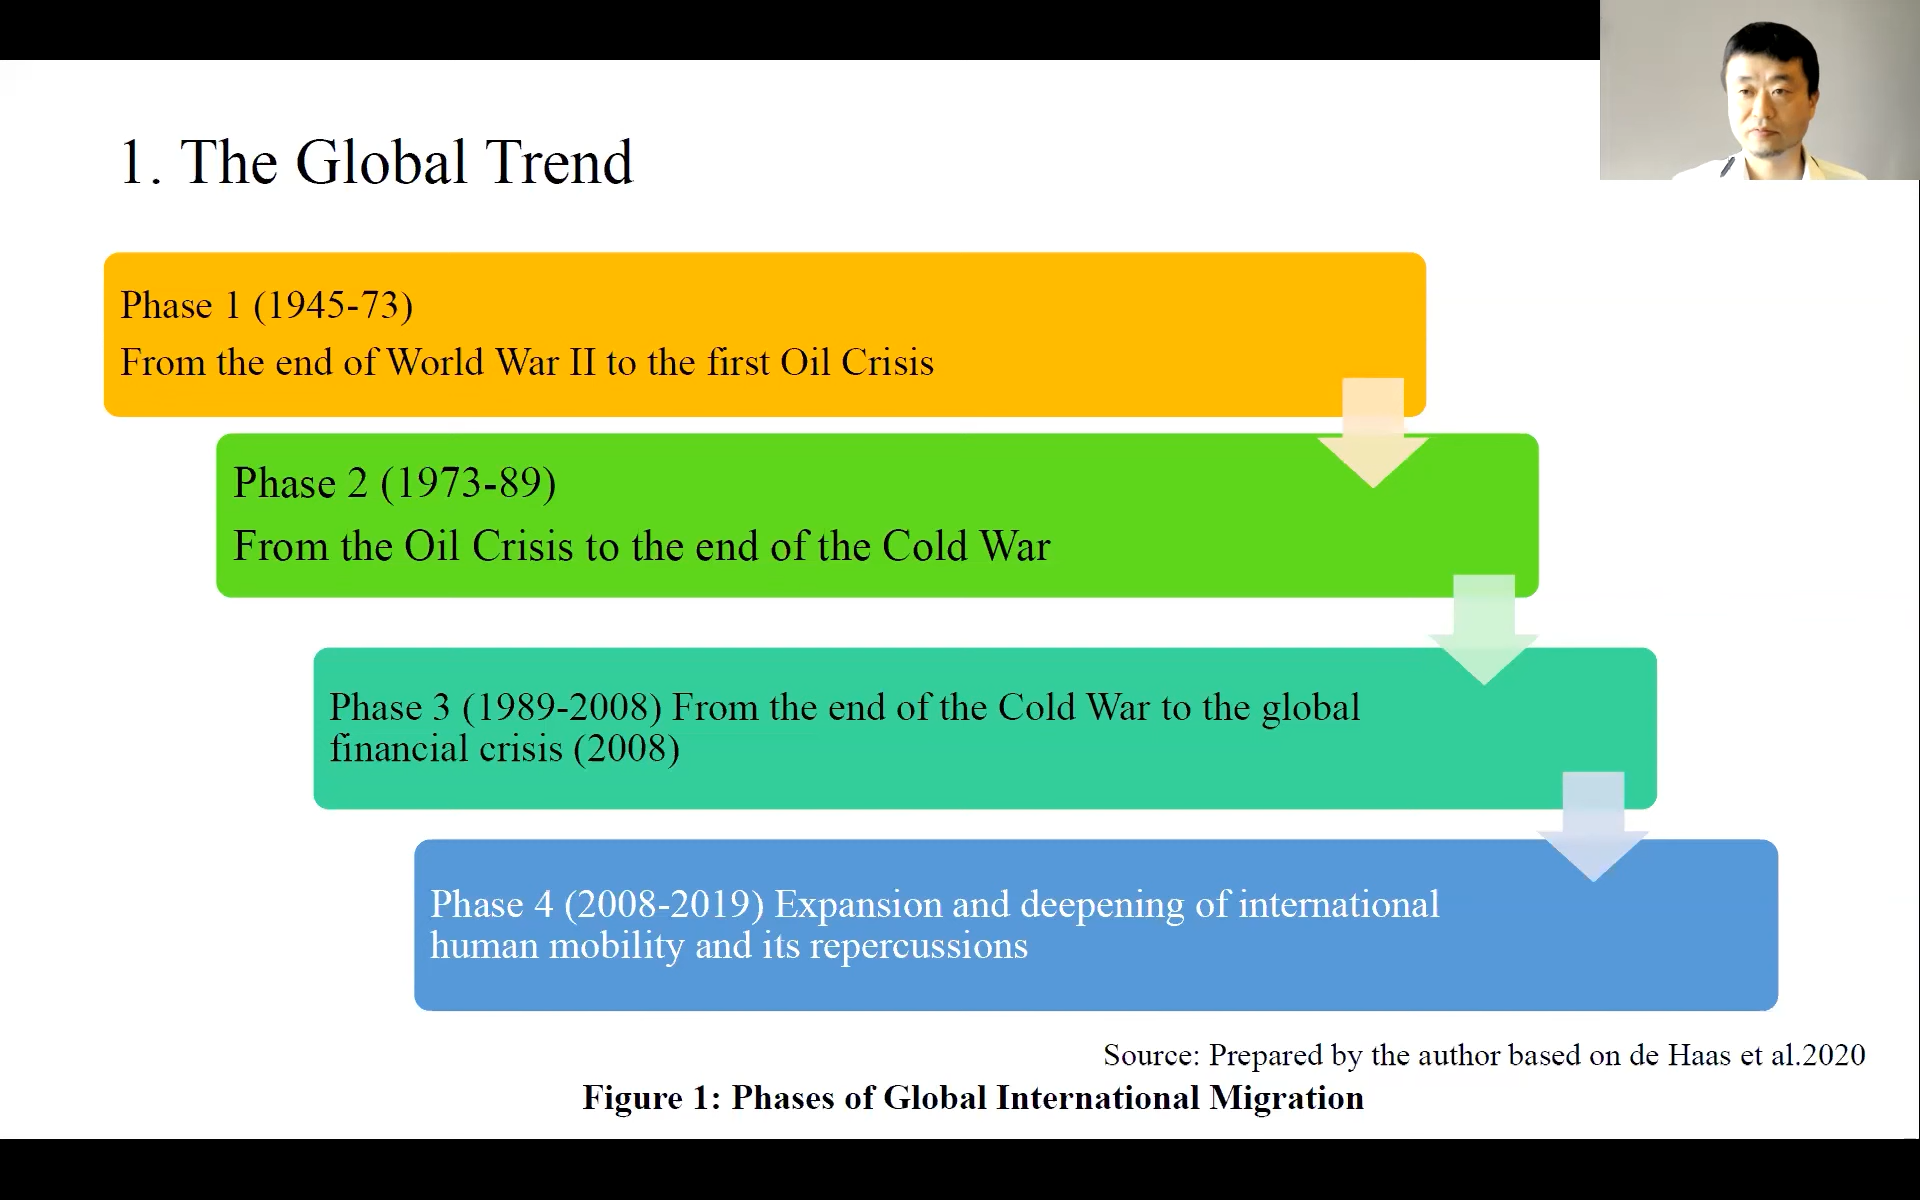 1. The Global Trend
Phase 1 (1945-73)
From the end of World War II to the first Oil Crisis
Phase 2 (1973-89)
From the Oil Crisis to the end of the Cold War
Phase 3 (1989-2008) From the end of the Cold War to the global
financial crisis (2008)
Phase 4 (2008-2019) Expansion and deepening of international
human mobility and its repercussions
Source: Prepared by the author based on de Haas et al.2020
Figure 1: Phases of Global International Migration